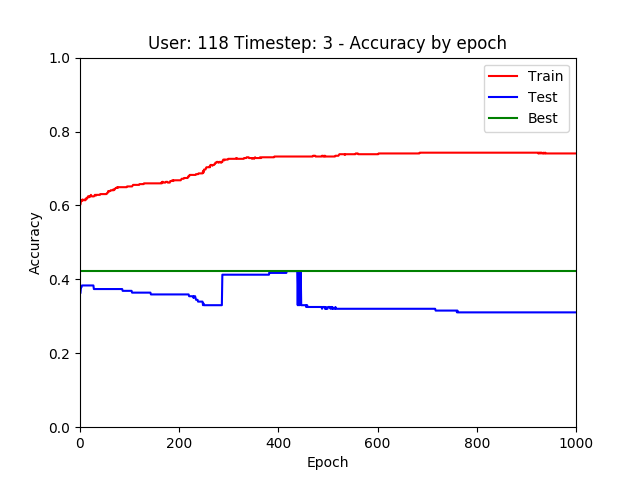 User: 118 Timestep: 3 - Accuracy by epoch
Train
Test
Best
Accuracy
1.0
0.8
0.6
0.4
0.2
0.0
0 200 400 600 800 1000
Epoch